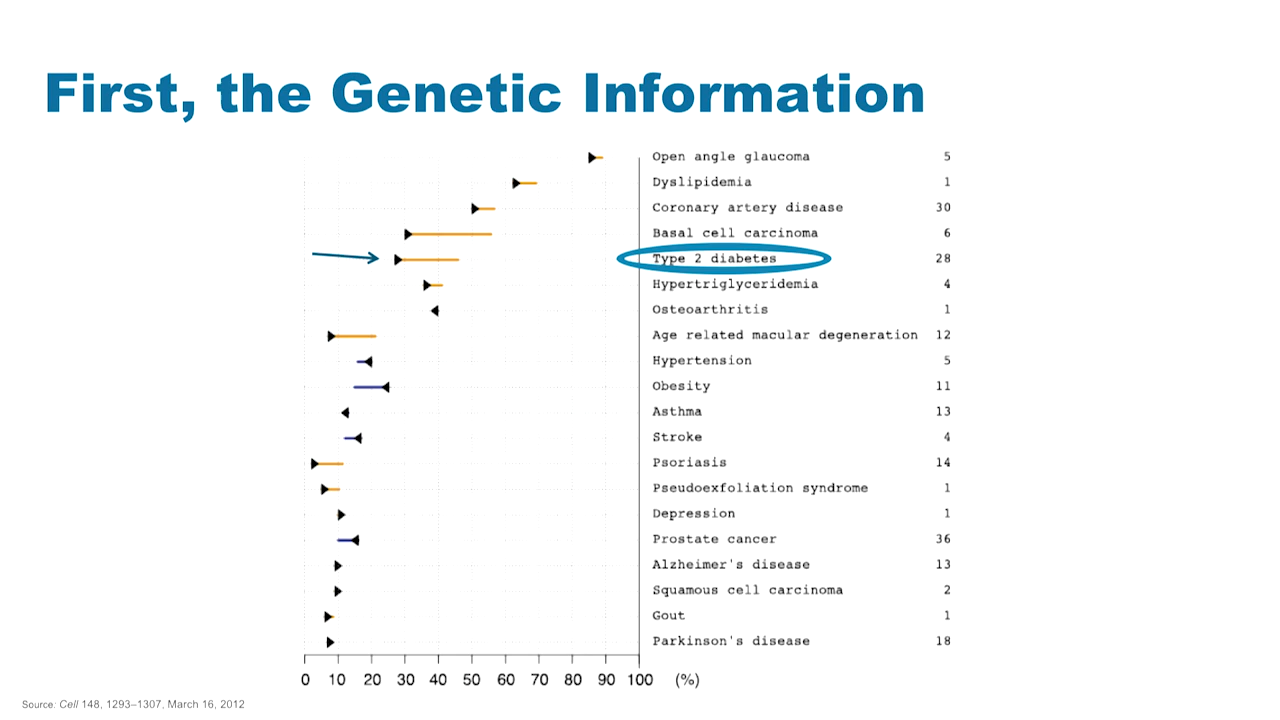 First, the Genetic Information
Open angle glaucoma 5
Dyslipidemia 1
Coronary artery disease 30
Basal cell carcinoma 6
Type 2 diabetes 28
Hypertriglyceridemia 4
Osteoarthritis 1
Age related macular degeneration 12
Hypertension 5
Obesity 11
Asthma 13
Stroke 4
Psoriasis 14
Pseudoexfoliation syndrome 1
Depression 1
Prostate cancer 36
Alzheimer's disease 13
Squamous cell carcinoma 2
Gout 1
Parkinson's disease 18
0 10 20 30 40 50 60 70 80 90 100 (%)
Source: Cell 148, 1293–1307, March 16, 2012